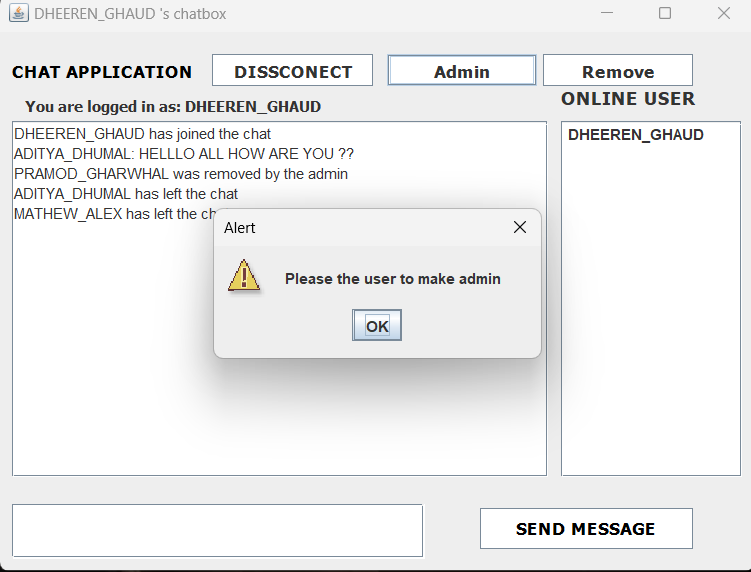 DHEEREN_GHAUD 's chatbox
CHAT APPLICATION
DISSCONECT
Admin
Remove
You are logged in as: DHEEREN_GHAUD
ONLINE USER
DHEEREN_GHAUD has joined the chat
ADITYA_DHUMAL: HELLLO ALL HOW ARE YOU ??
PRAMOD_GHARWHAL was removed by the admin
ADITYA_DHUMAL has left the chat
MATHEW_ALEX has left the
DHEEREN_GHAUD
Alert
Please the user to make admin
OK
SEND MESSAGE